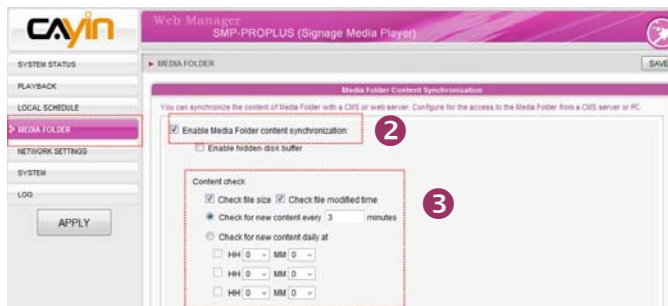 CAYIN
Web Manager
SMP-PROPLUS (Signage Media Player)
SYSTEM STATUS
PLAYBACK
LOCAL SCHEDULE
MEDIA FOLDER
NETWORK SETTINGS
SYSTEM
LOG
APPLY
MEDIA FOLDER
SAVE
Media Folder Content Synchronization
You can synchronize the content of Media Folder with a CMS or web server. Configure for the access to the Media Folder from a CMS server or PC.
Enable Media Folder content synchronization:
2
Enable hidden disk buffer
Content check:
Check file size Check file modified time
Check for new content every 3 minutes
3
Check for new content daily at
HH 0 MM 0
HH 0 MM 0
HH 0 MM 0